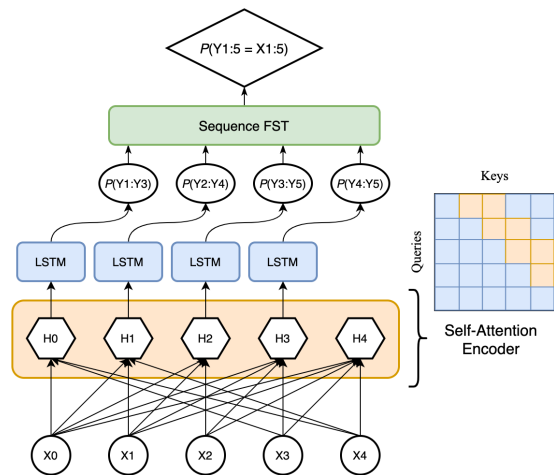 P(Y1:5 = X1:5)
Sequence FST
P(Y1:Y3) P(Y2:Y4) P(Y3:Y5) P(Y4:Y5)
Keys
Queries
LSTM LSTM LSTM LSTM
H0 H1 H2 H3 H4
Self-Attention
Encoder
X0 X1 X2 X3 X4